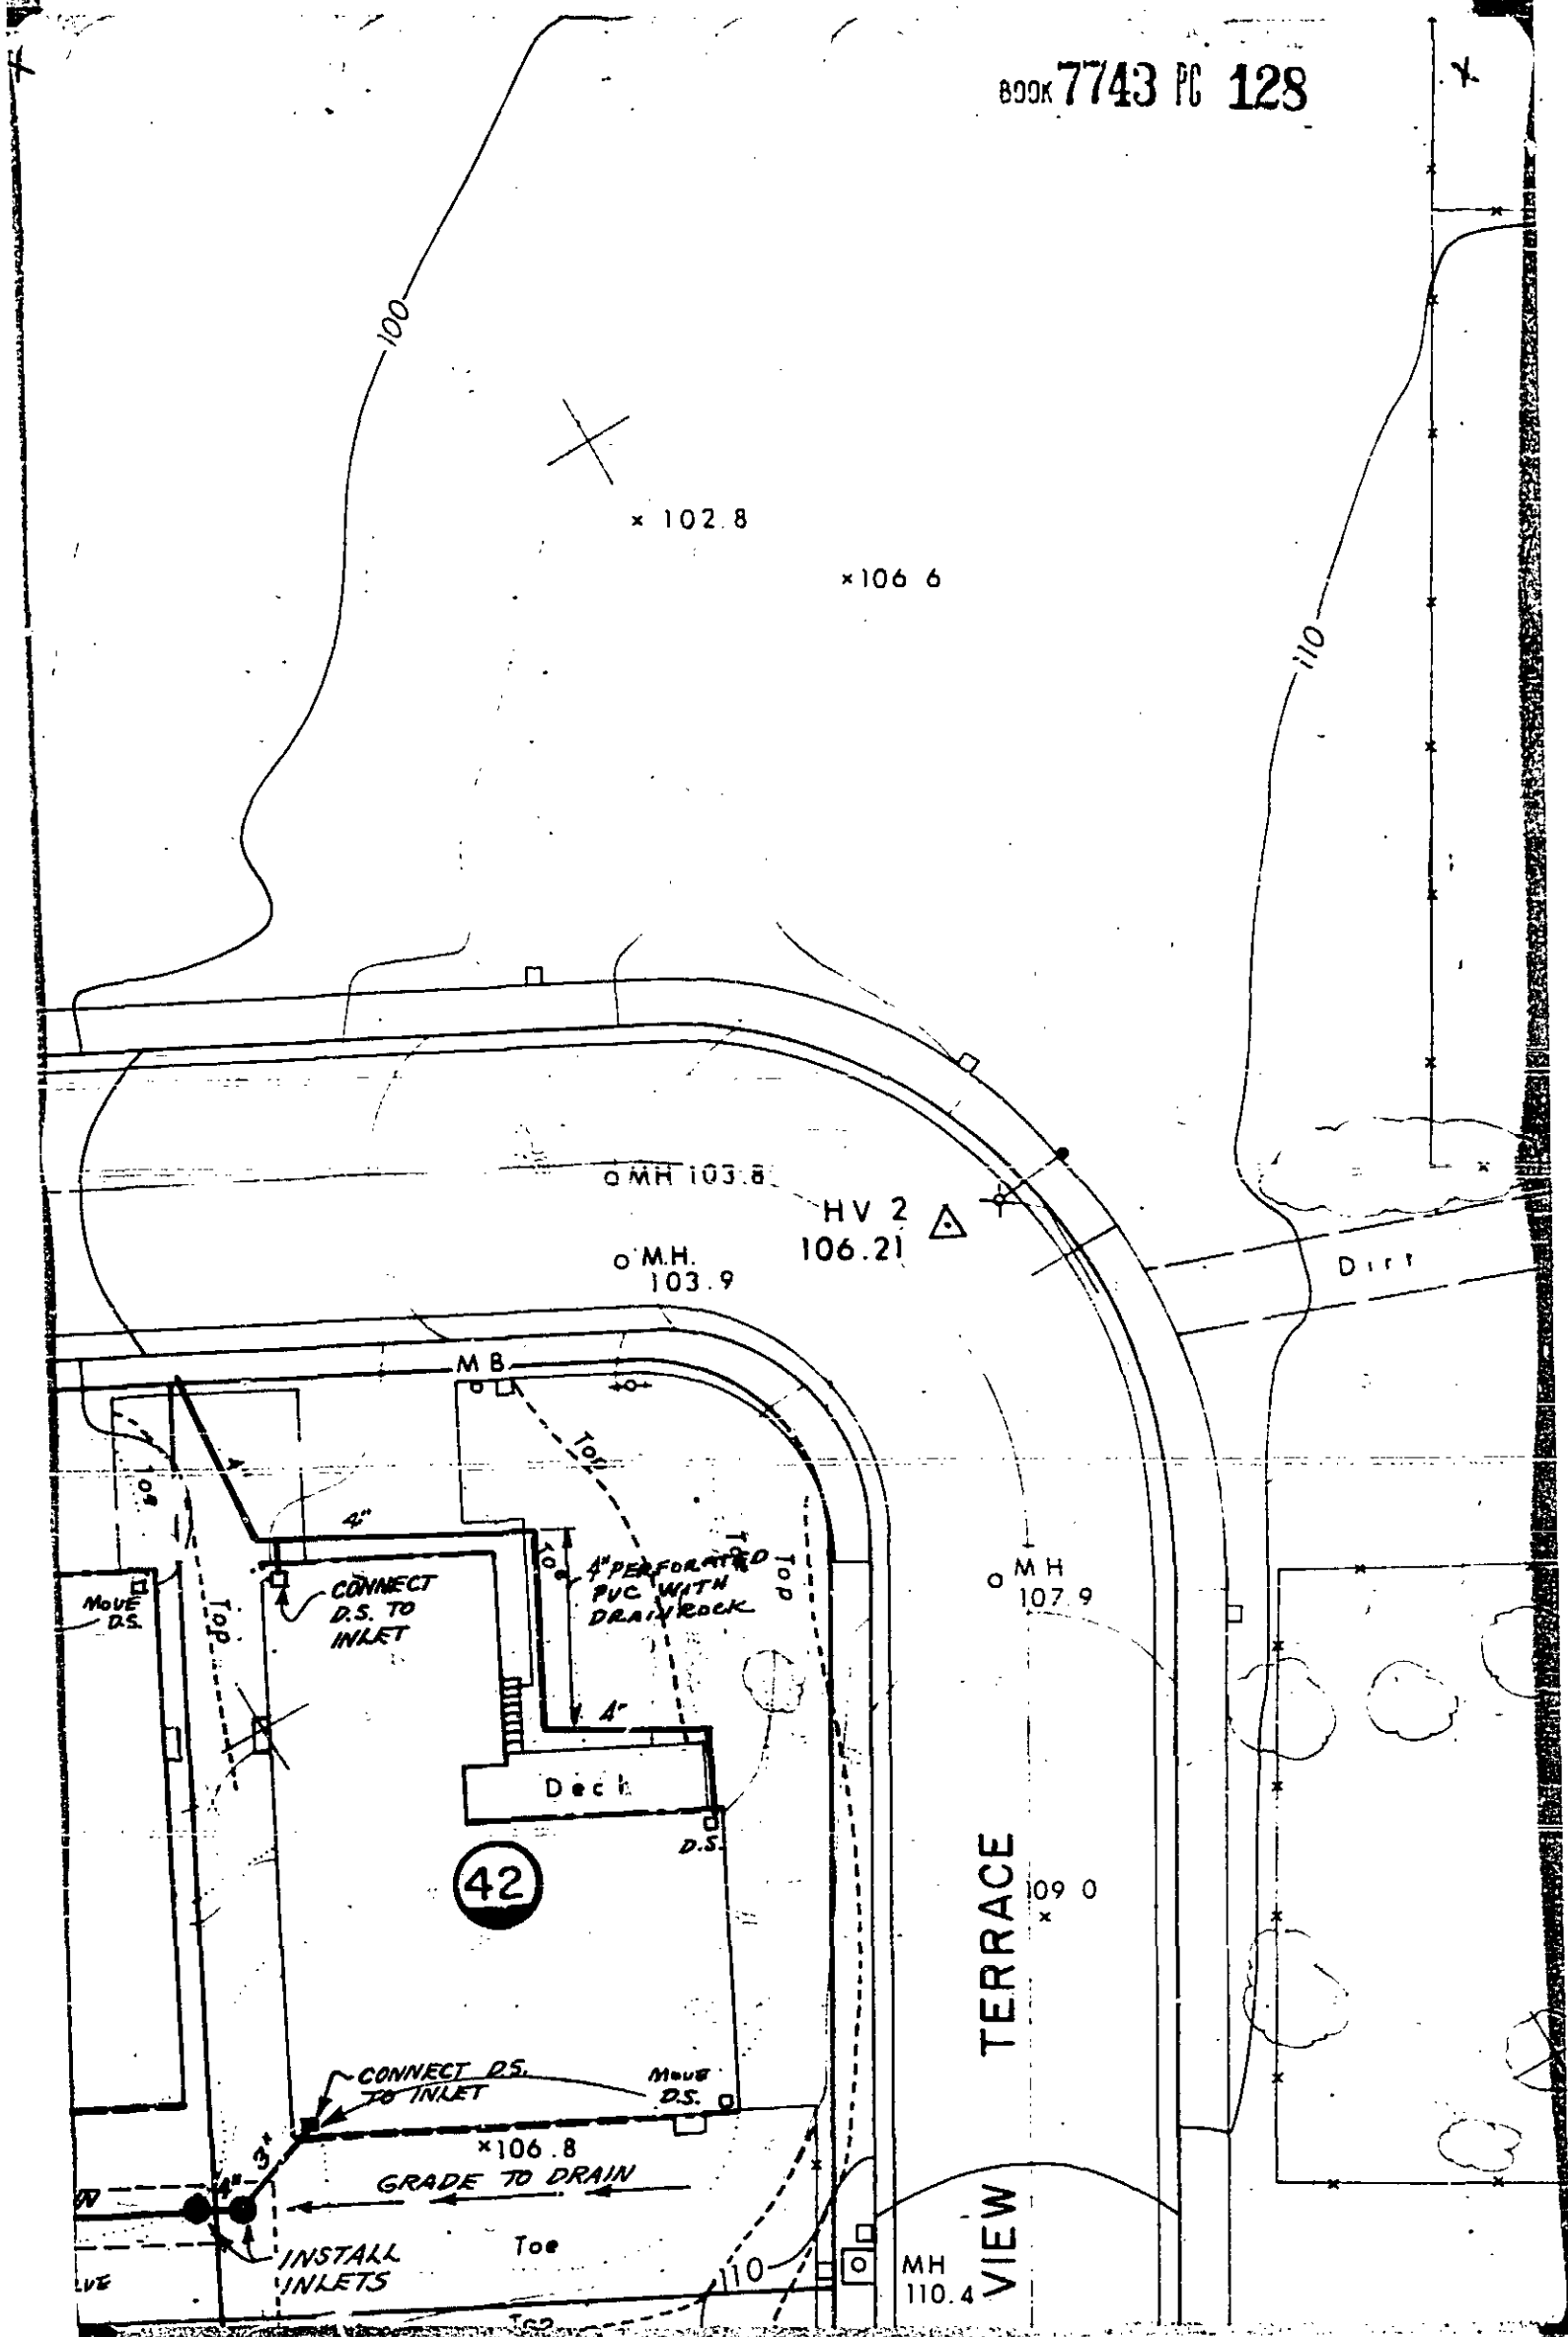 BOOK 7743 PG 128
100
× 102.8
×106 6
110
MH 103.8
HV 2
106.21
M.H.
103.9
Dirt
M B
Top
4"
4" PERFORATED
PVC WITH
DRAIN ROCK
Top
MH
107.9
MOVE
D.S.
Top
CONNECT
D.S. TO
INLET
4"
Deck
D.S.
42
109 0
VIEW TERRACE
CONNECT D.S.
TO INLET
MOVE
D.S.
×106.8
3"
4"
GRADE TO DRAIN
INSTALL
INLETS
Toe
110
MH
110.4